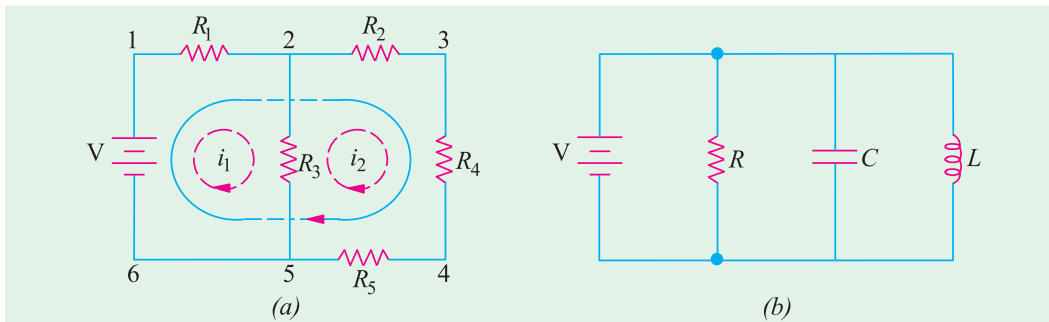 1 R₁ 2 R₂ 3
V i₁ R₃ i₂ R₄
6 5 R₅ 4
(a)
V R C L
(b)